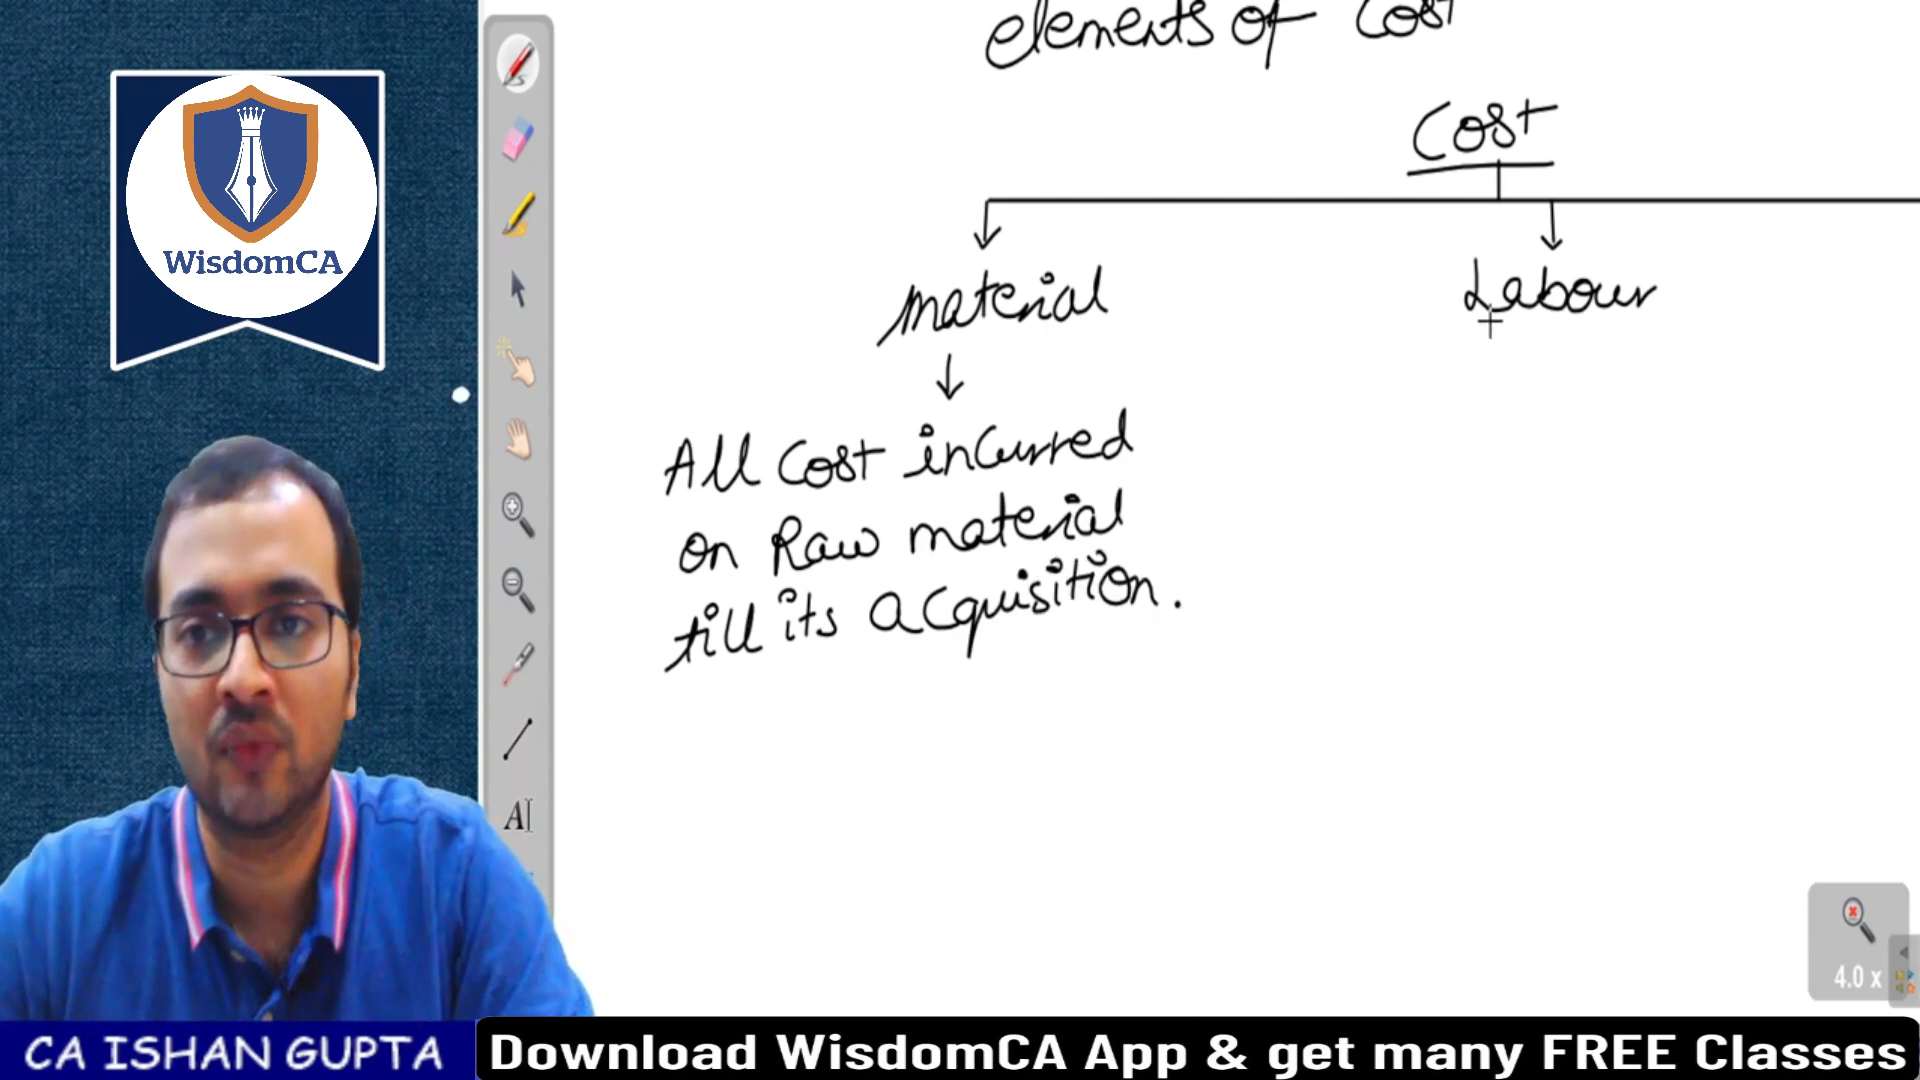 elements of Cost
Cost
Material
Labour
All Cost incurred
on Raw material
till its acquisition.
WisdomCA
A
4.0 x
CA ISHAN GUPTA
Download WisdomCA App & get many FREE Classes